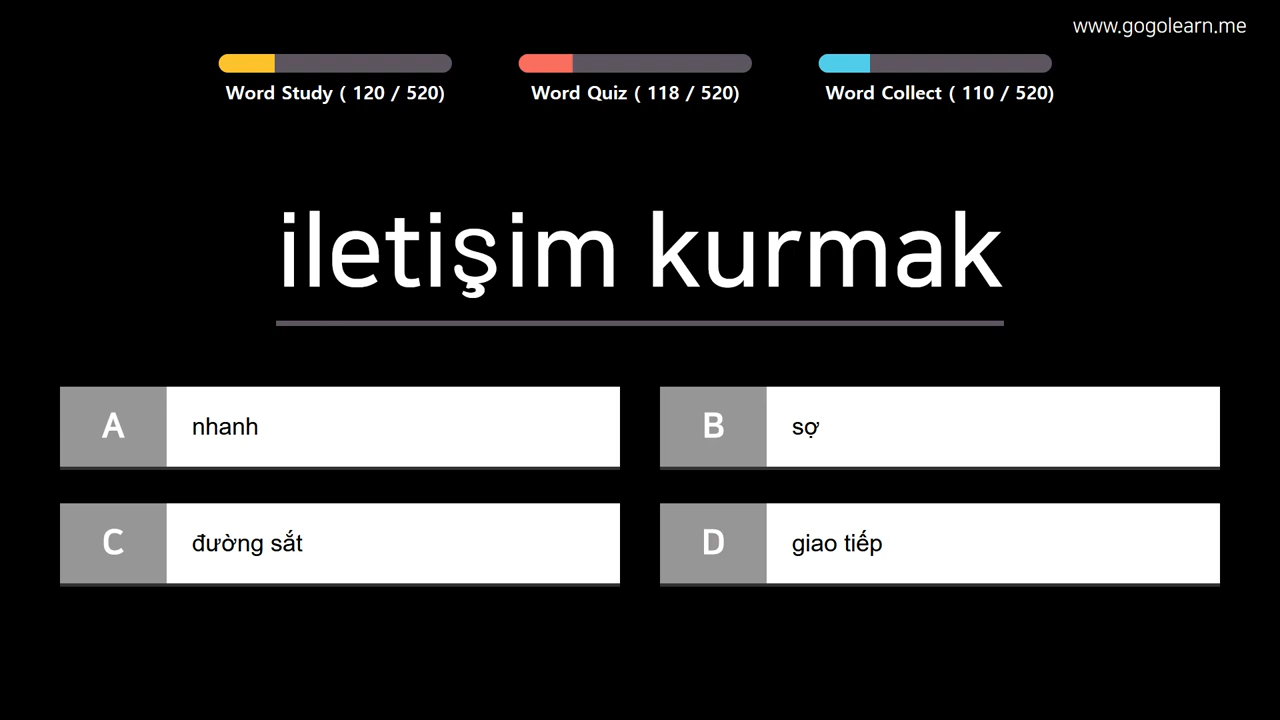 www.gogolearn.me
Word Study ( 120 / 520)
Word Quiz ( 118 / 520)
Word Collect ( 110 / 520)
iletişim kurmak
A nhanh
B sợ
C đường sắt
D giao tiếp